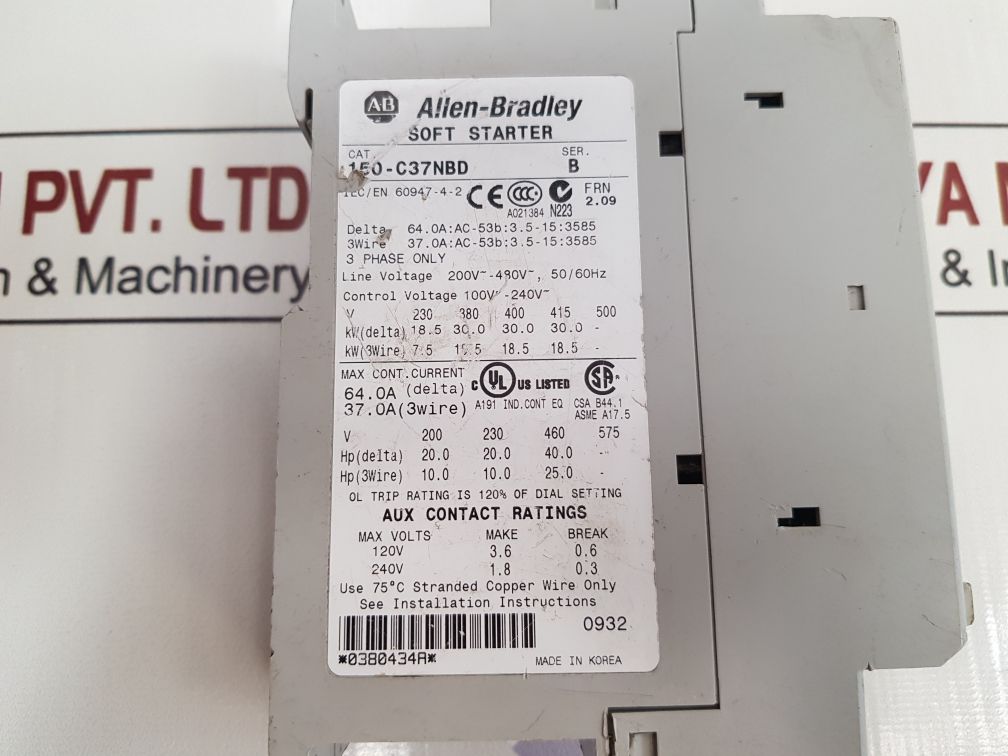 AB Allen-Bradley
SOFT STARTER
CAT. SER.
150-C37NBD B
IEC/EN 60947-4-2 CE CCC N223 FRN 2.09
A021384
Delta 64.0A:AC-53b:3.5-15:3585
3Wire 37.0A:AC-53b:3.5-15:3585
3 PHASE ONLY
Line Voltage 200V~-480V~, 50/60Hz
Control Voltage 100V~-240V~
V 230 380 400 415 500
kW(delta) 18.5 30.0 30.0 30.0 -
kW(3Wire) 7.5 18.5 18.5 -
MAX CONT.CURRENT
64.0A (delta) C UL US LISTED SA
37.0A(3wire) A191 IND.CONT EQ CSA B44.1
ASME A17.5
V 200 230 460 575
Hp(delta) 20.0 20.0 40.0 -
Hp(3Wire) 10.0 10.0 25.0 -
OL TRIP RATING IS 120% OF DIAL SETTING
AUX CONTACT RATINGS
MAX VOLTS MAKE BREAK
120V 3.6 0.6
240V 1.8 0.3
Use 75°C Stranded Copper Wire Only
See Installation Instructions
0932
*0380434A*
MADE IN KOREA
PVT. LTD
& Machinery
YA
& In